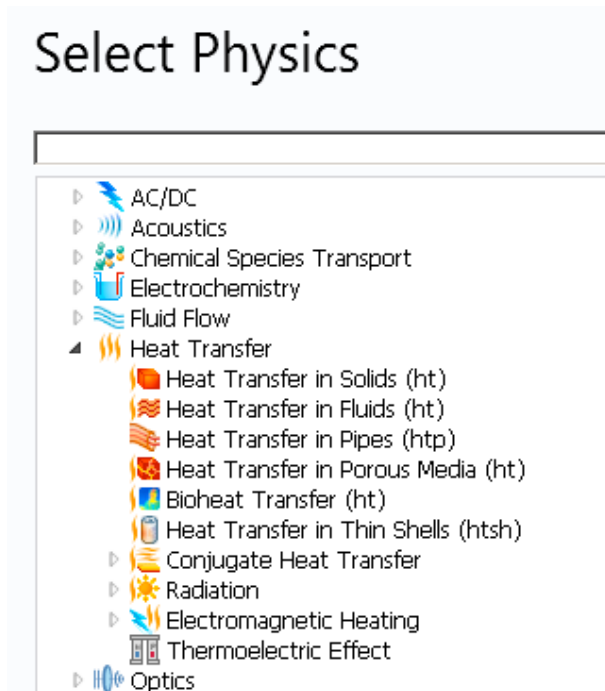 Select Physics
AC/DC
Acoustics
Chemical Species Transport
Electrochemistry
Fluid Flow
Heat Transfer
Heat Transfer in Solids (ht)
Heat Transfer in Fluids (ht)
Heat Transfer in Pipes (htp)
Heat Transfer in Porous Media (ht)
Bioheat Transfer (ht)
Heat Transfer in Thin Shells (htsh)
Conjugate Heat Transfer
Radiation
Electromagnetic Heating
Thermoelectric Effect
Optics